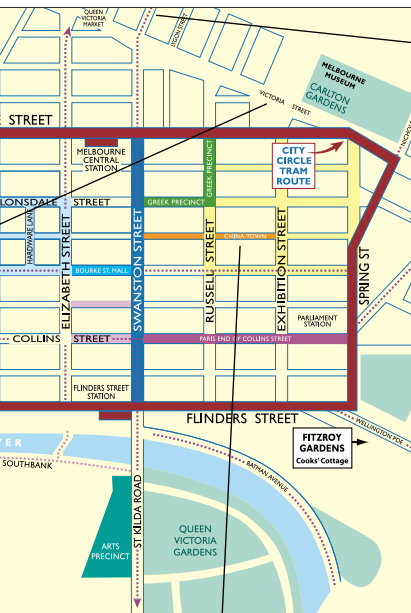 QUEEN
VICTORIA
MARKET
LYGON STREET
MELBOURNE
MUSEUM
CARLTON
GARDENS
VICTORIA STREET
STREET
MELBOURNE
CENTRAL
STATION
CITY
CIRCLE
TRAM
ROUTE
GREEK PRECINCT
LONSDALE STREET
GREEK PRECINCT
HARDWARE LANE
ELIZABETH STREET
SWANSTON STREET
RUSSELL STREET
EXHIBITION STREET
SPRING ST
CHINA TOWN
BOURKE ST. MALL
PARLIAMENT
STATION
COLLINS STREET
PARIS END OF COLLINS STREET
FLINDERS STREET
STATION
FLINDERS STREET
WELLINGTON PDE
FITZROY
GARDENS
Cooks' Cottage
SOUTHBANK
BATMAN AVENUE
ST KILDA ROAD
ARTS
PRECINCT
QUEEN
VICTORIA
GARDENS